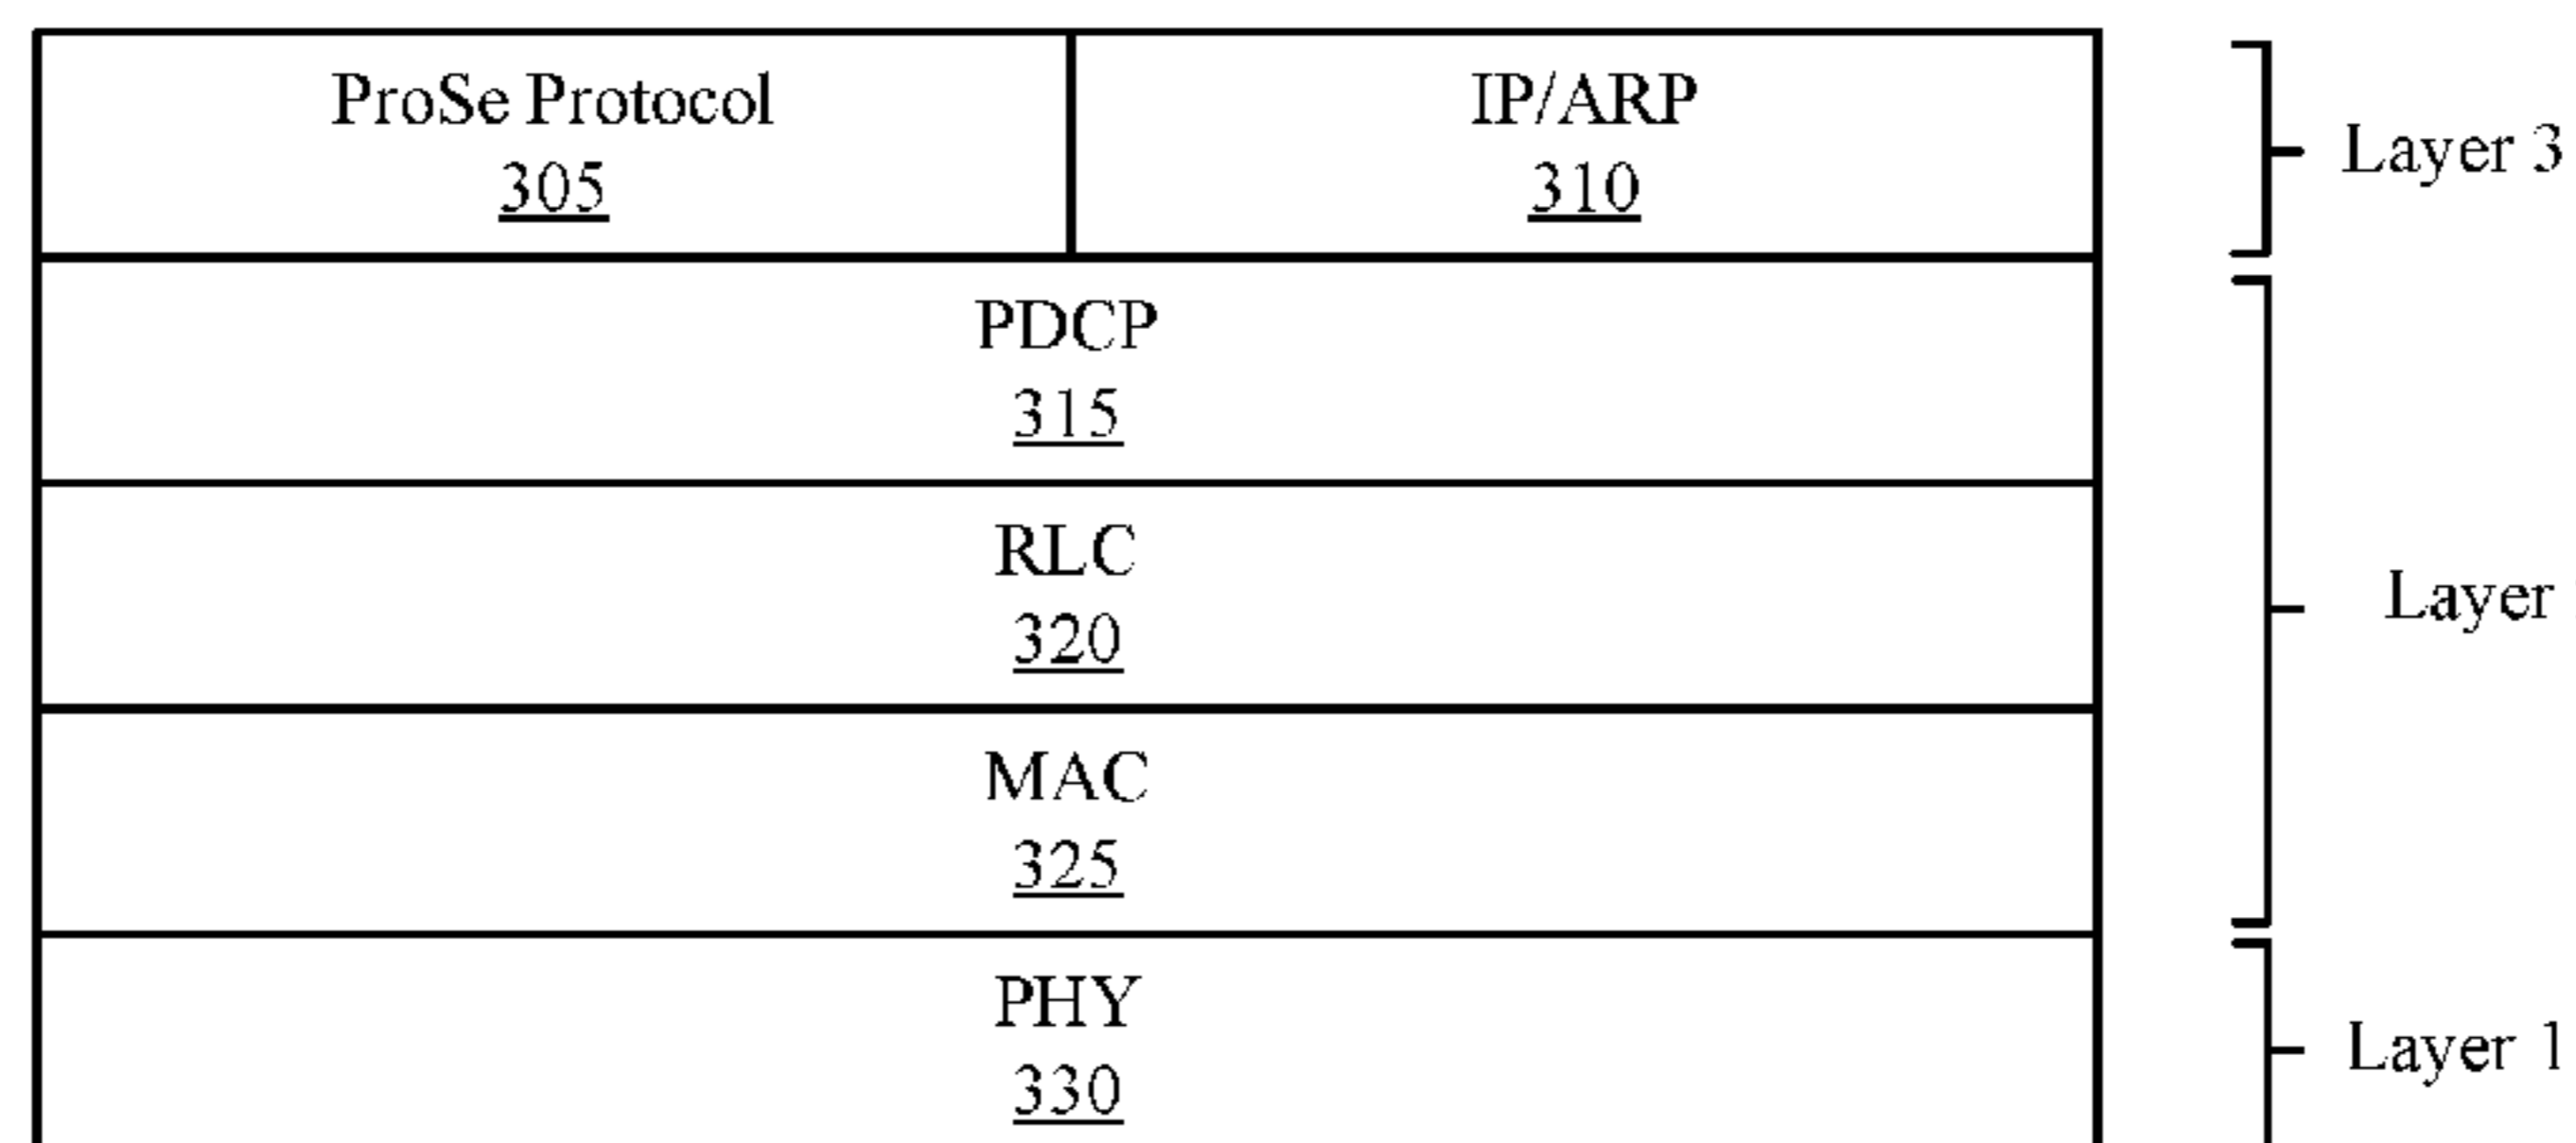 ProSe Protocol
305
IP/ARP
310
Layer 3
PDCP
315
RLC
320
Layer
MAC
325
PHY
330
Layer 1